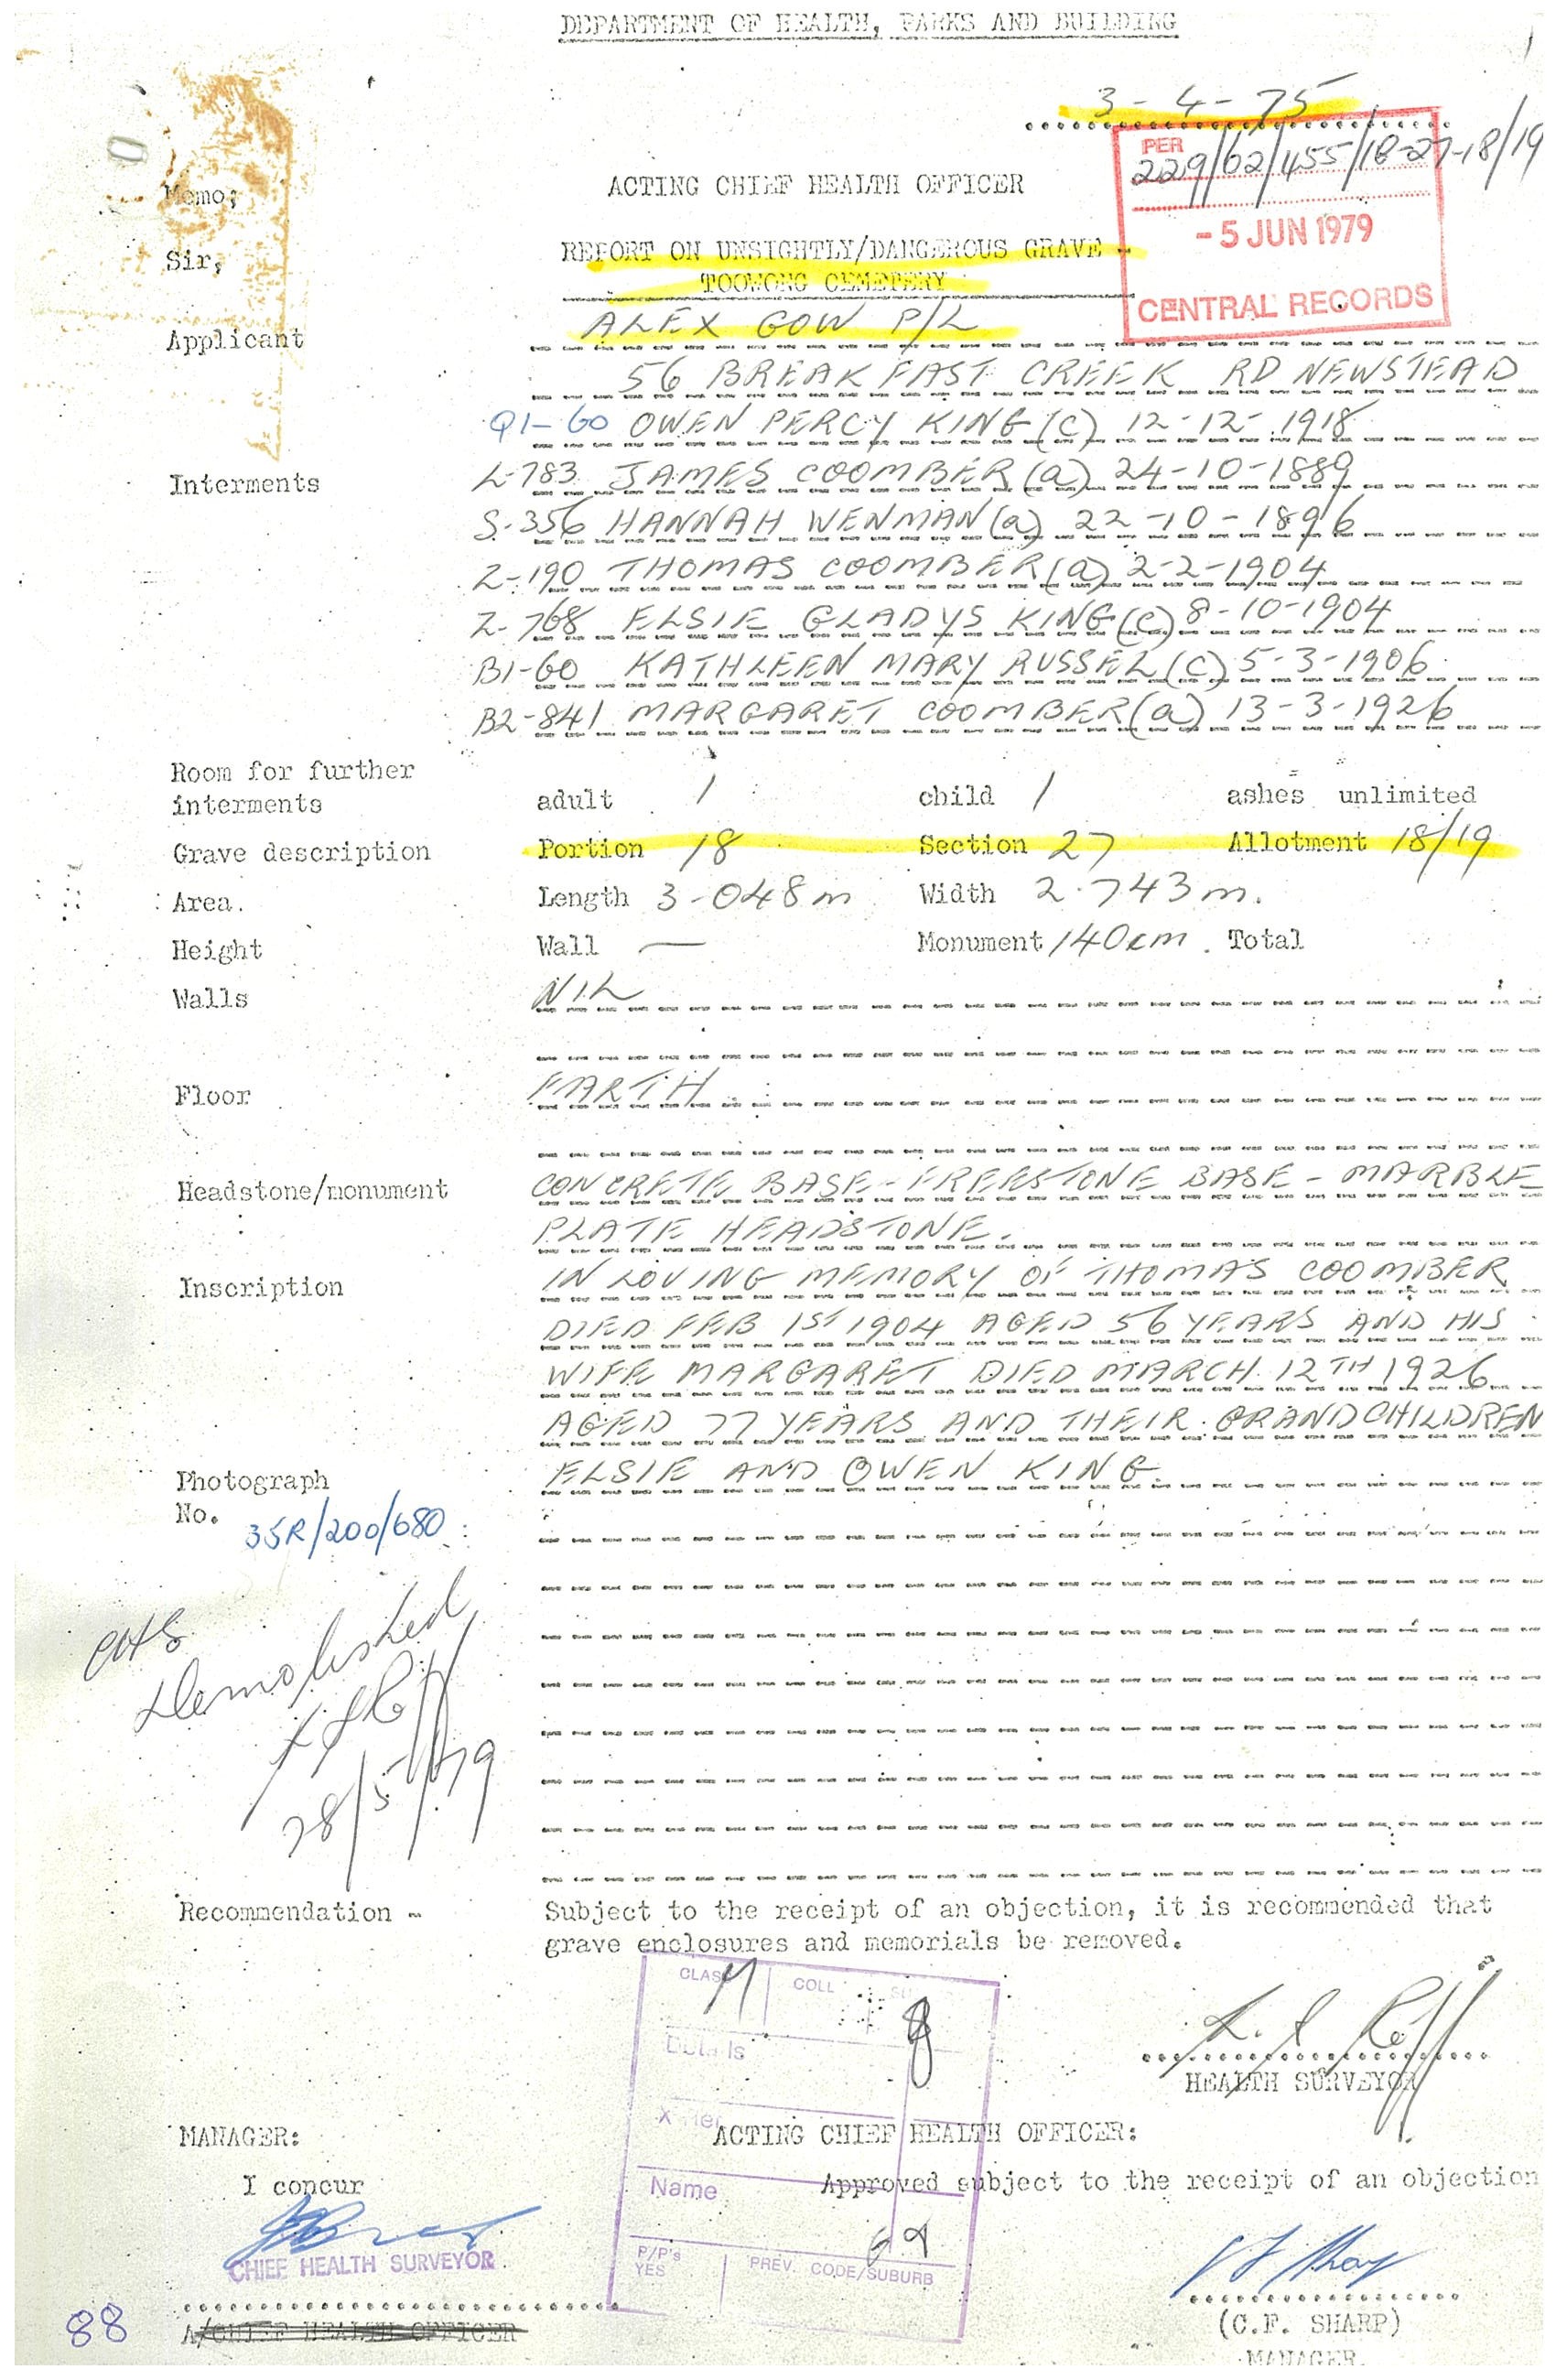 DEPARTMENT OF HEALTH, PARKS AND BUILDING
3-4-75
PER
229/62/455/18-27-18/19
-5 JUN 1979
CENTRAL RECORDS
Memo;
ACTING CHIEF HEALTH OFFICER
Sir,
REPORT ON UNSIGHTLY/DANGEROUS GRAVE -
TOOWONG CEMETERY
Applicant
ALEX GOW P/L
56 BREAKFAST CREEK RD NEWSTEAD
Q1-60 OWEN PERCY KING (c) 12-12-1918
Interments
L-783 JAMES COOMBER (a) 24-10-1889
S-356 HANNAH WENMAN (a) 22-10-1896
Z-190 THOMAS COOMBER (a) 2-2-1904
Z-768 ELSIE GLADYS KING (c) 8-10-1904
B1-60 KATHLEEN MARY RUSSEL (c) 5-3-1906
B2-841 MARGARET COOMBER (a) 13-3-1926
Room for further
interments adult 1 child 1 ashes unlimited
Grave description Portion 18 Section 27 Allotment 18/19
Area. Length 3-048m Width 2.743m.
Height Wall — Monument 140cm. Total
Walls NIL
Floor EARTH
Headstone/monument CONCRETE BASE - FREESTONE BASE - MARBLE
PLATE HEADSTONE.
Inscription IN LOVING MEMORY OF THOMAS COOMBER
DIED FEB 1ST 1904 AGED 56 YEARS AND HIS
WIFE MARGARET DIED MARCH 12TH 1926
AGED 77 YEARS AND THEIR GRANDCHILDREN
ELSIE AND OWEN KING.
Photograph
No. 35R/200/680
Demolished
28/5/79
Recommendation - Subject to the receipt of an objection, it is recommended that
grave enclosures and memorials be removed.
CLASS
COLL
Details
HEALTH SURVEYOR
MANAGER:
ACTING CHIEF HEALTH OFFICER:
I concur
Approved subject to the receipt of an objection
Name
CHIEF HEALTH SURVEYOR
P/P's
YES
PREV. CODE/SUBURB
A/CHIEF HEALTH OFFICER
(C.F. SHARP)
MANAGER.
88